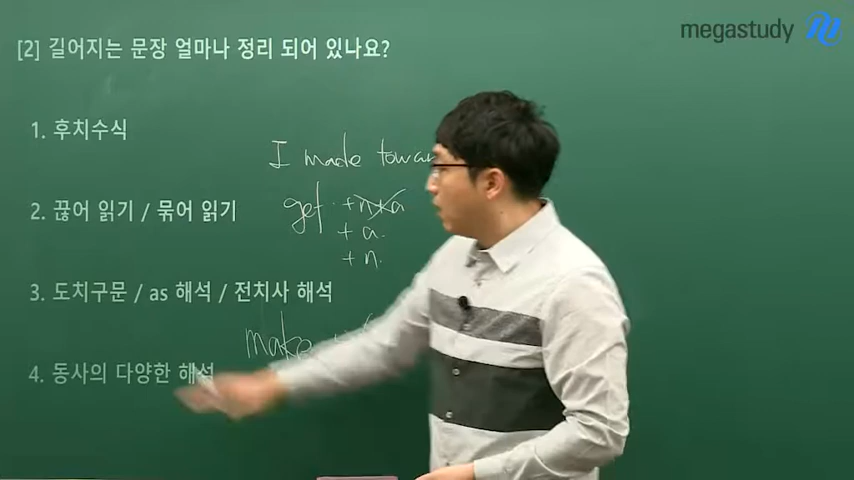 megastudy
[2] 길어지는 문장 얼마나 정리 되어 있나요?
1. 후치수식
I made towar
2. 끊어 읽기 / 묶어 읽기
get + n + a
+ a.
+ n.
3. 도치구문 / as 해석 / 전치사 해석
make
4. 동사의 다양한 해석